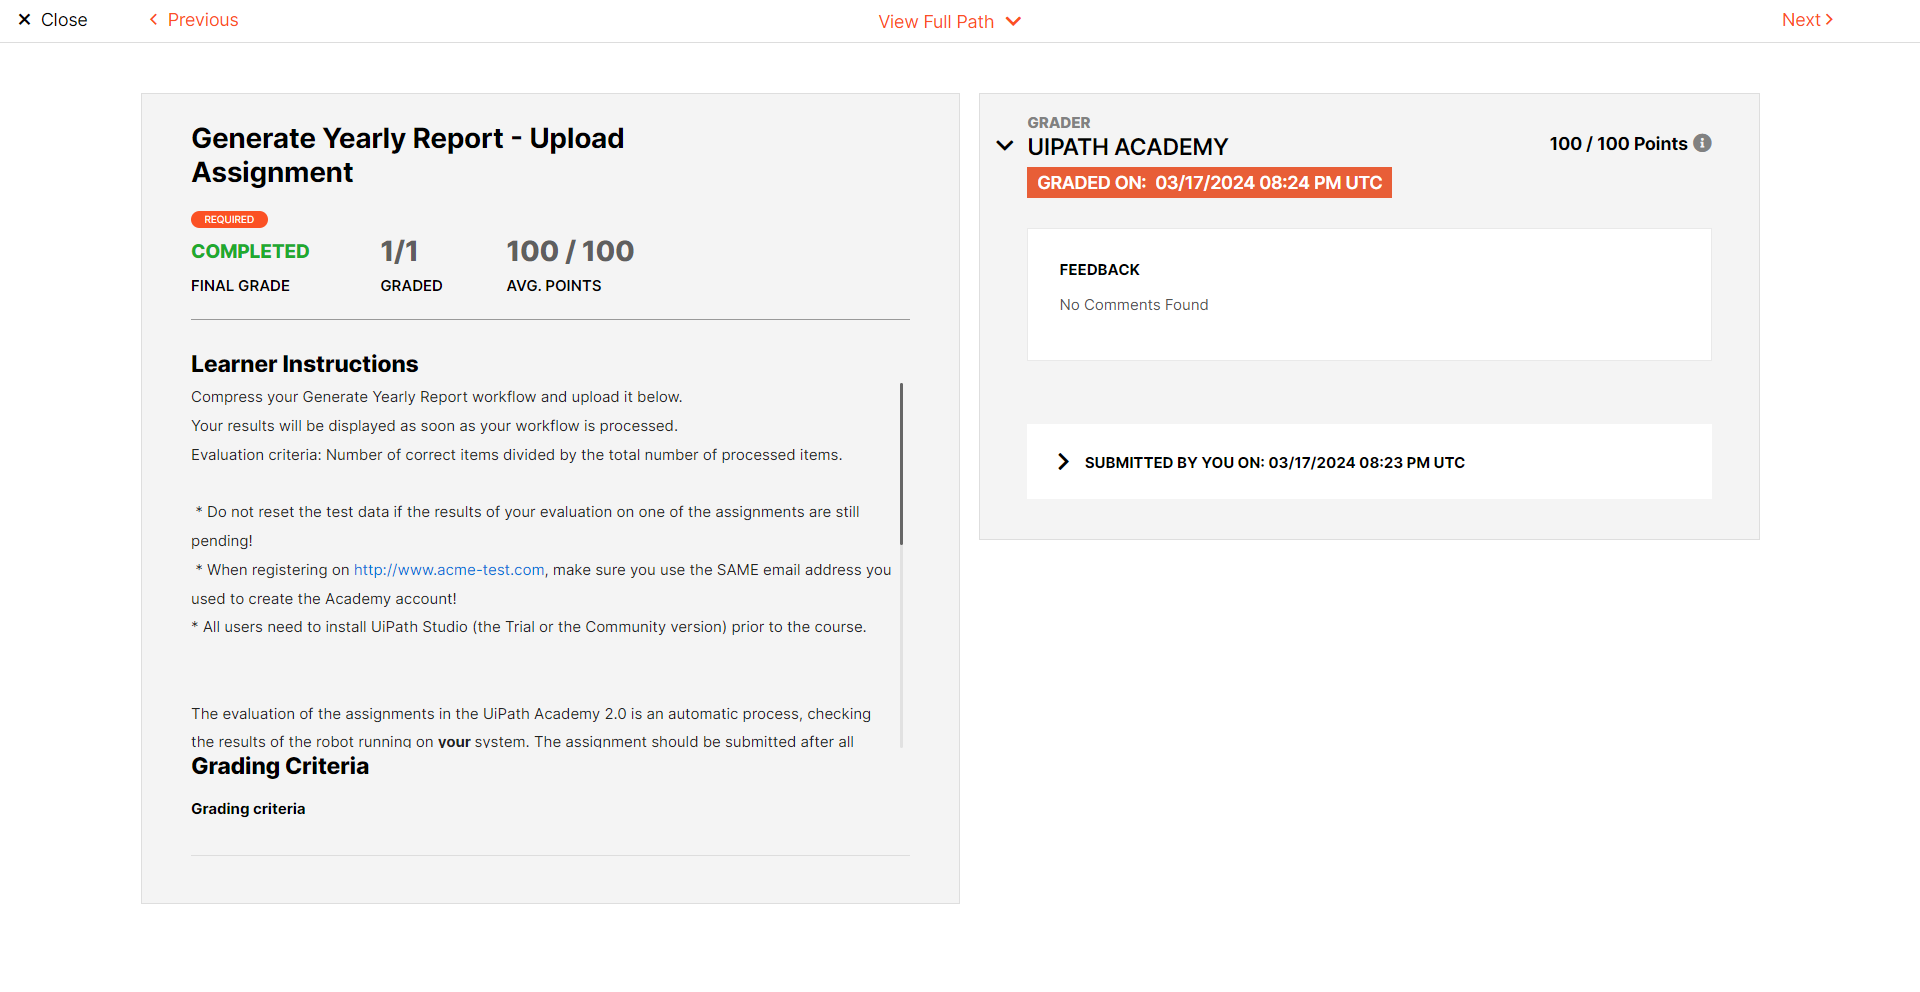 Close
Previous
View Full Path
Next
Generate Yearly Report - Upload
Assignment
REQUIRED
COMPLETED
1/1
100 / 100
FINAL GRADE
GRADED
AVG. POINTS
Learner Instructions
Compress your Generate Yearly Report workflow and upload it below.
Your results will be displayed as soon as your workflow is processed.
Evaluation criteria: Number of correct items divided by the total number of processed items.
* Do not reset the test data if the results of your evaluation on one of the assignments are still
pending!
* When registering on http://www.acme-test.com, make sure you use the SAME email address you
used to create the Academy account!
* All users need to install UiPath Studio (the Trial or the Community version) prior to the course.
The evaluation of the assignments in the UiPath Academy 2.0 is an automatic process, checking
the results of the robot running on your system. The assignment should be submitted after all
Grading Criteria
Grading criteria
GRADER
UIPATH ACADEMY
100 / 100 Points
GRADED ON: 03/17/2024 08:24 PM UTC
FEEDBACK
No Comments Found
SUBMITTED BY YOU ON: 03/17/2024 08:23 PM UTC